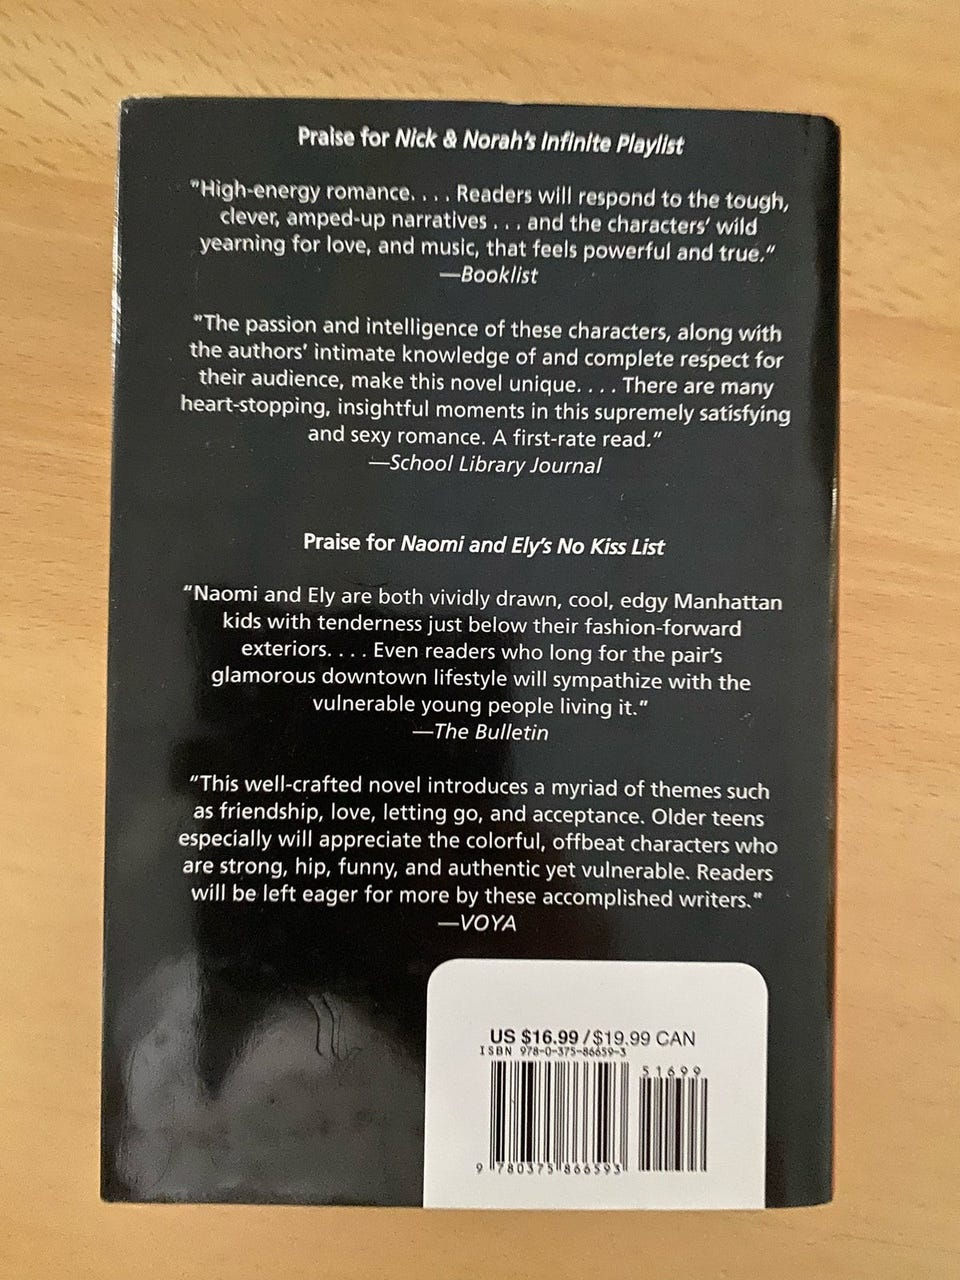 Praise for Nick & Norah's Infinite Playlist
"High-energy romance. . . . Readers will respond to the tough,
clever, amped-up narratives . . . and the characters' wild
yearning for love, and music, that feels powerful and true."
—Booklist
"The passion and intelligence of these characters, along with
the authors' intimate knowledge of and complete respect for
their audience, make this novel unique. . . . There are many
heart-stopping, insightful moments in this supremely satisfying
and sexy romance. A first-rate read."
—School Library Journal
Praise for Naomi and Ely's No Kiss List
"Naomi and Ely are both vividly drawn, cool, edgy Manhattan
kids with tenderness just below their fashion-forward
exteriors. . . . Even readers who long for the pair's
glamorous downtown lifestyle will sympathize with the
vulnerable young people living it."
—The Bulletin
"This well-crafted novel introduces a myriad of themes such
as friendship, love, letting go, and acceptance. Older teens
especially will appreciate the colorful, offbeat characters who
are strong, hip, funny, and authentic yet vulnerable. Readers
will be left eager for more by these accomplished writers."
—VOYA
US $16.99 / $19.99 CAN
ISBN 978-0-375-86659-3
51699
9 780375 866593